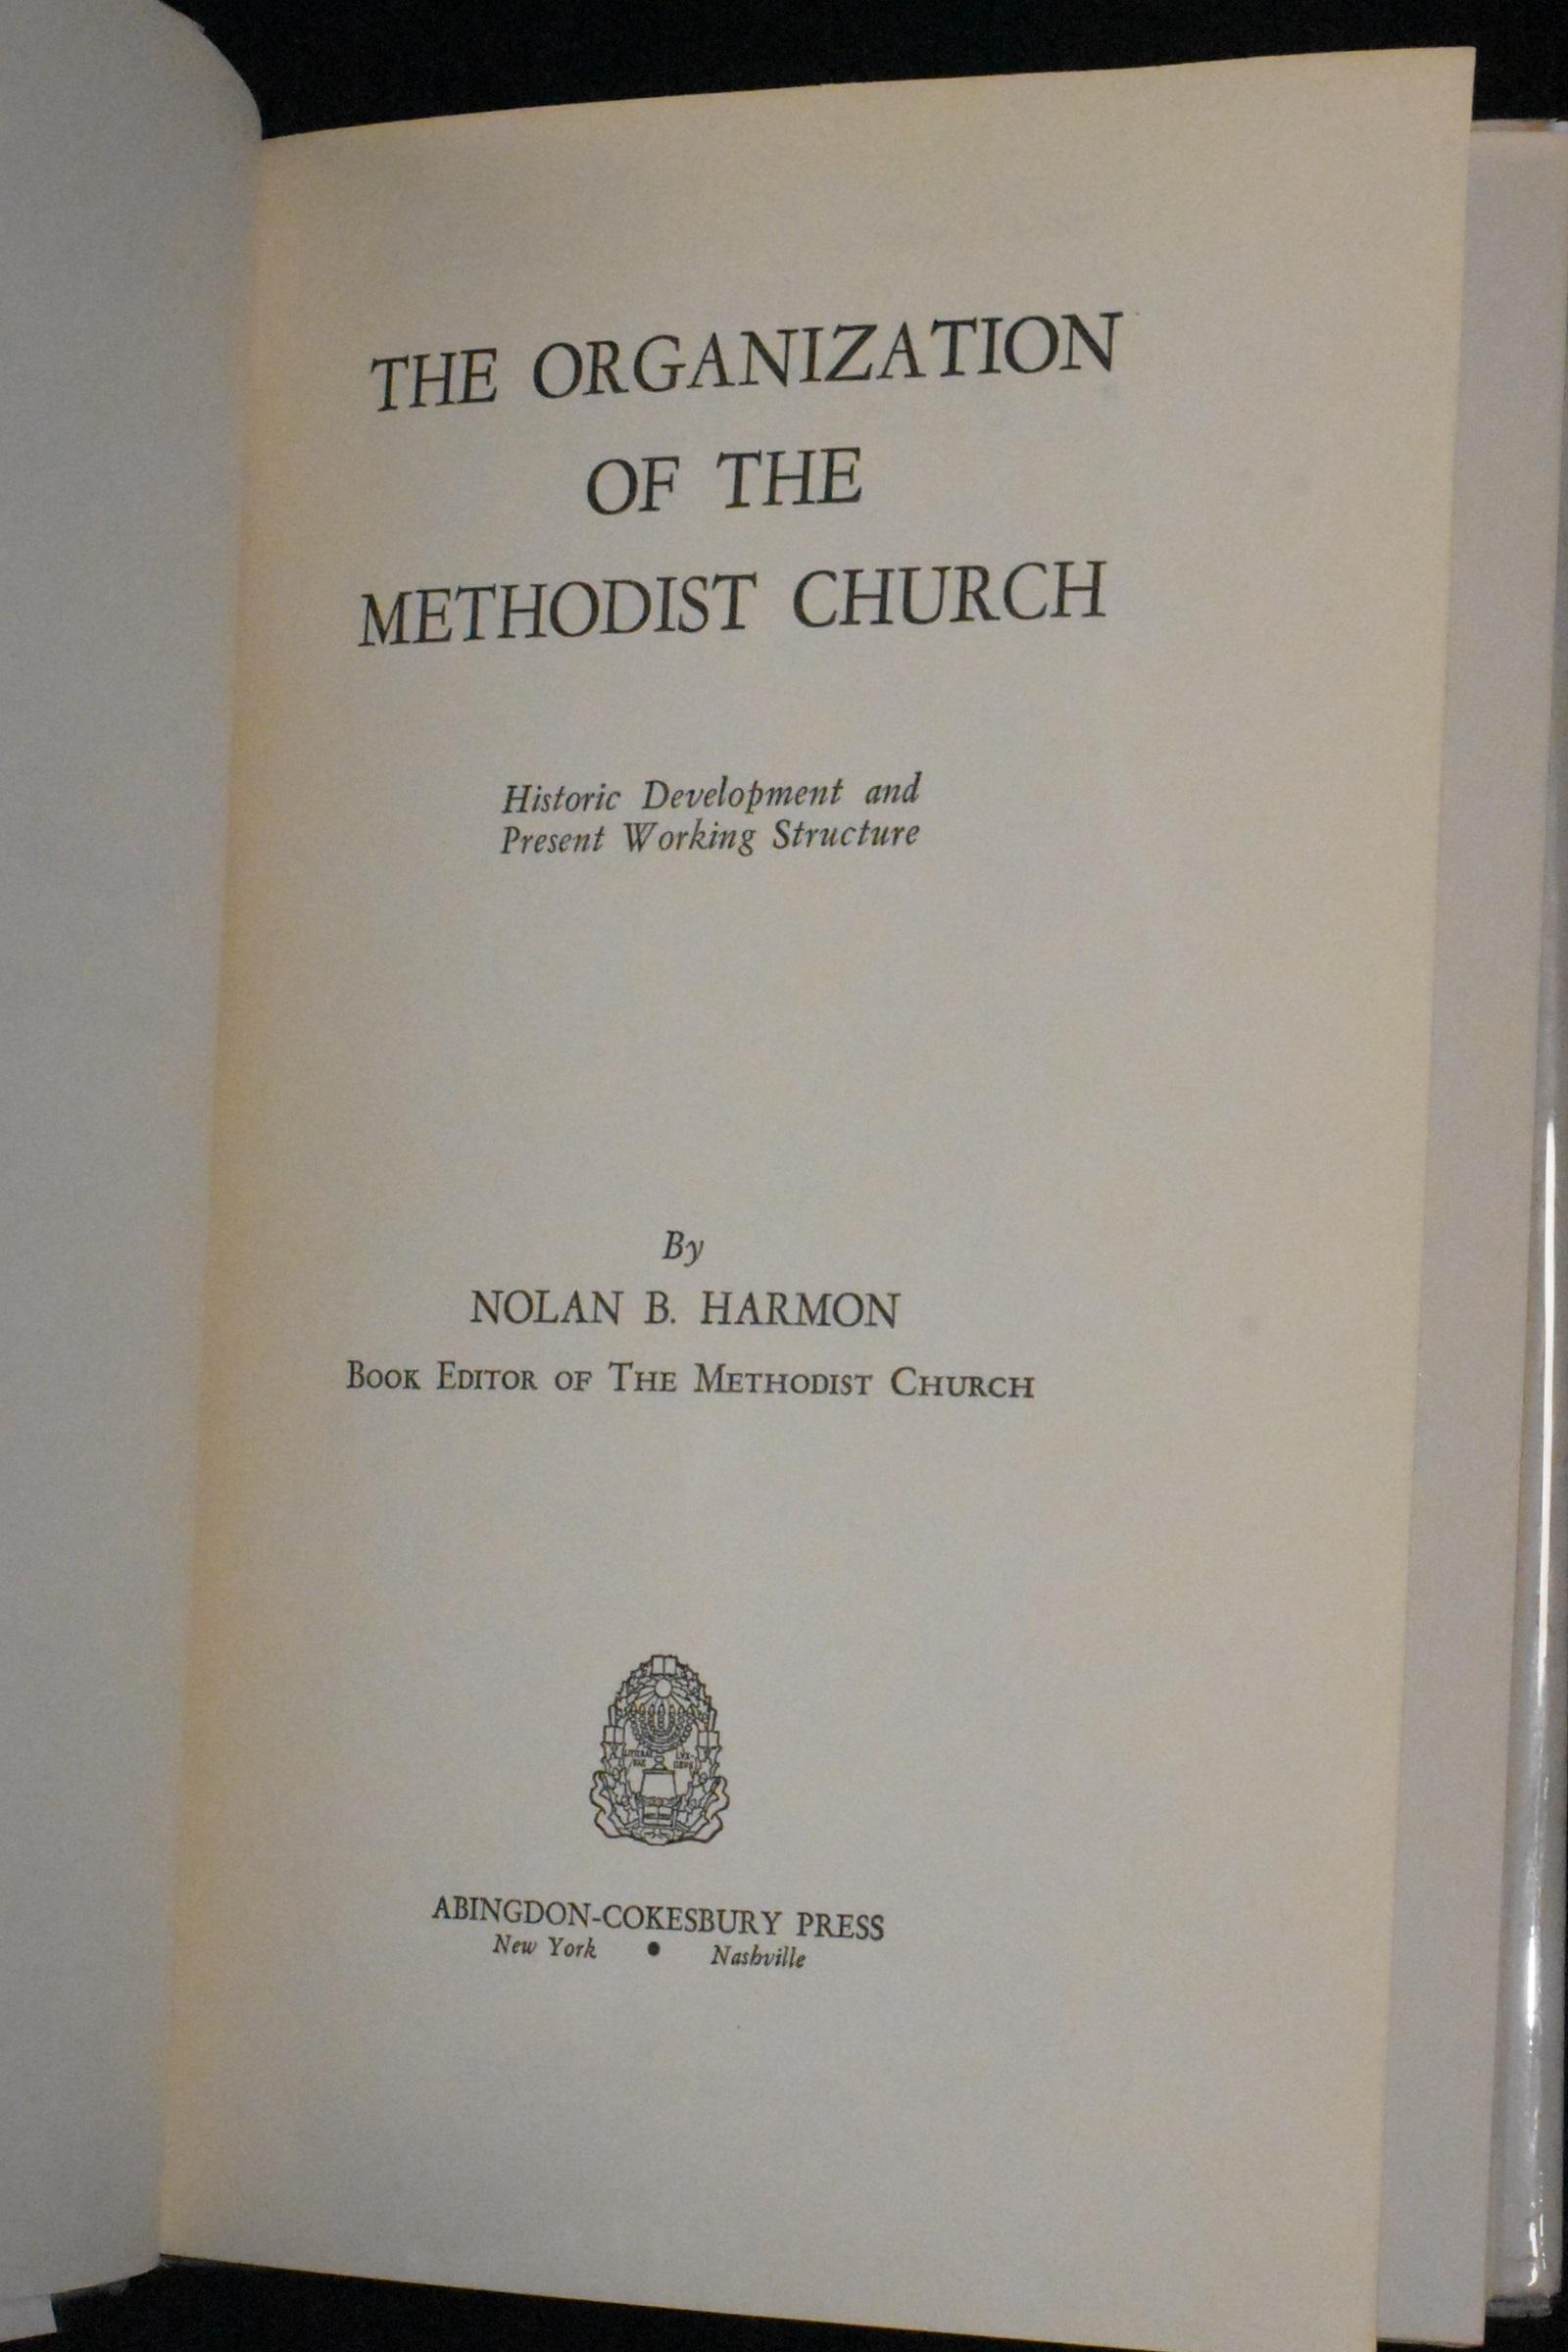 THE ORGANIZATION
OF THE
METHODIST CHURCH
Historic Development and
Present Working Structure
By
NOLAN B. HARMON
BOOK EDITOR OF THE METHODIST CHURCH
ABINGDON-COKESBURY PRESS
New York • Nashville